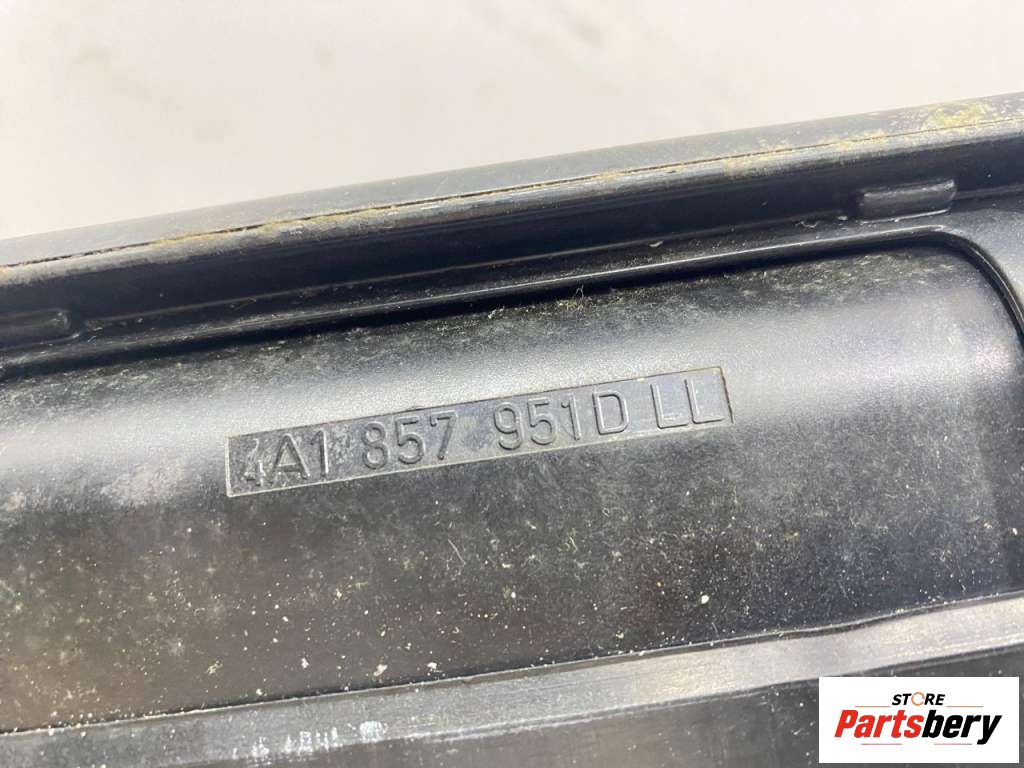 4A1 857 951D LL
STORE
Partsbery